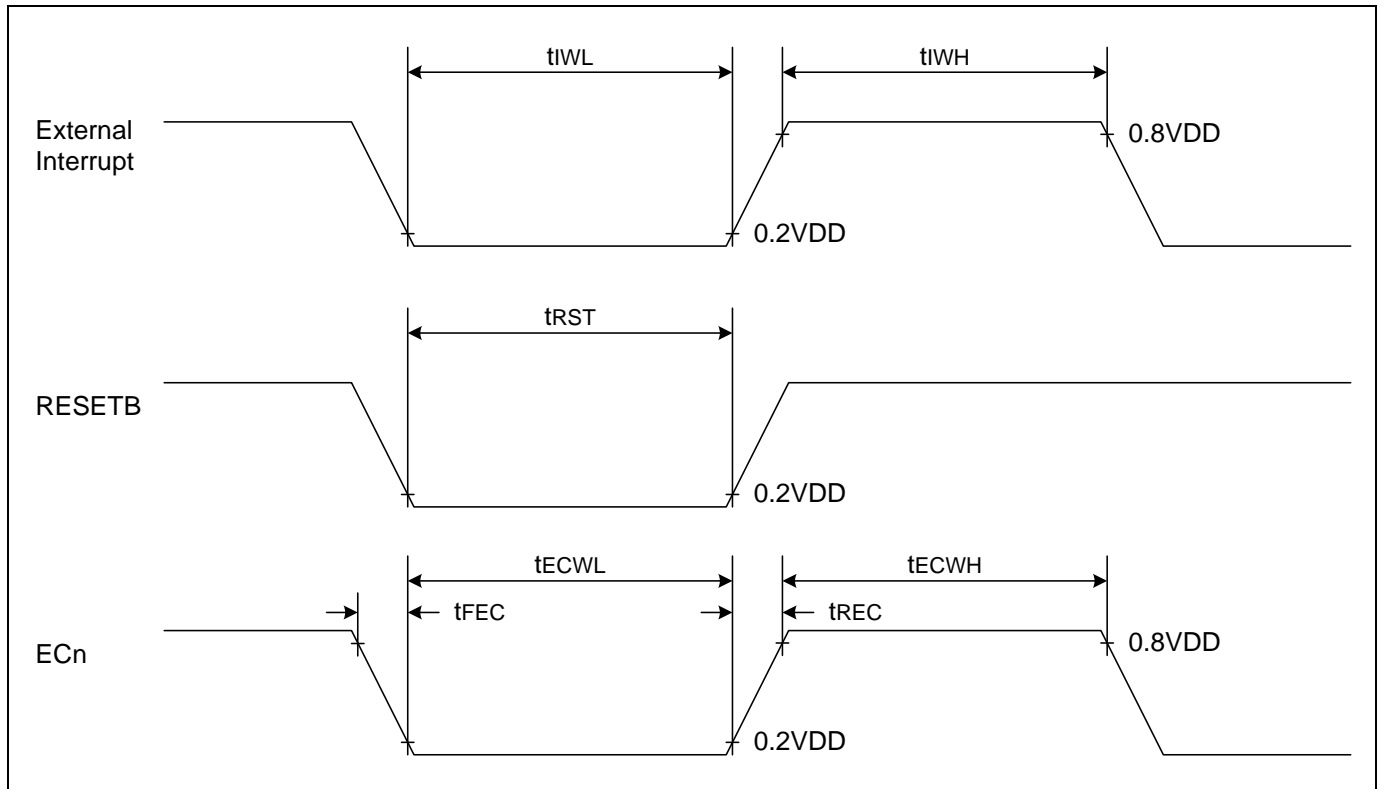 tIWL
tIWH
External
Interrupt
0.8VDD
0.2VDD
tRST
RESETB
0.2VDD
tECWL
tECWH
tFEC
tREC
ECn
0.8VDD
0.2VDD